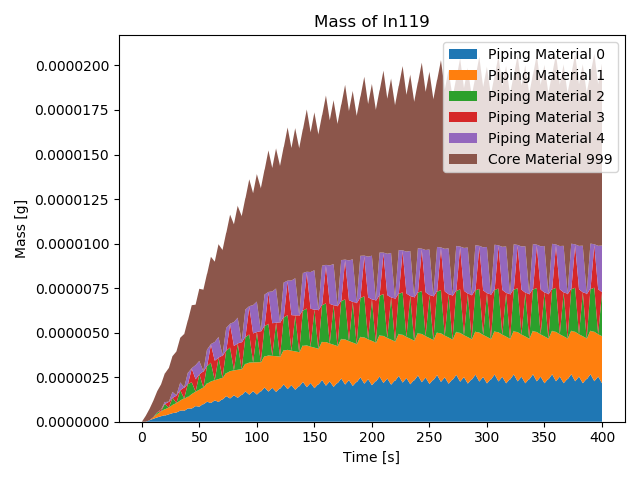 Mass of In119
Mass [g]
0.0000200
0.0000175
0.0000150
0.0000125
0.0000100
0.0000075
0.0000050
0.0000025
0.0000000
Piping Material 0
Piping Material 1
Piping Material 2
Piping Material 3
Piping Material 4
Core Material 999
0 50 100 150 200 250 300 350 400
Time [s]